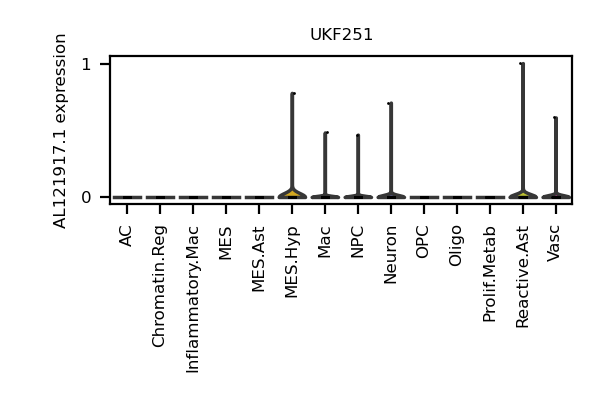 UKF251
AL121917.1 expression
1
0
AC
Chromatin.Reg
Inflammatory.Mac
MES
MES.Ast
MES.Hyp
Mac
NPC
Neuron
OPC
Oligo
Prolif.Metab
Reactive.Ast
Vasc